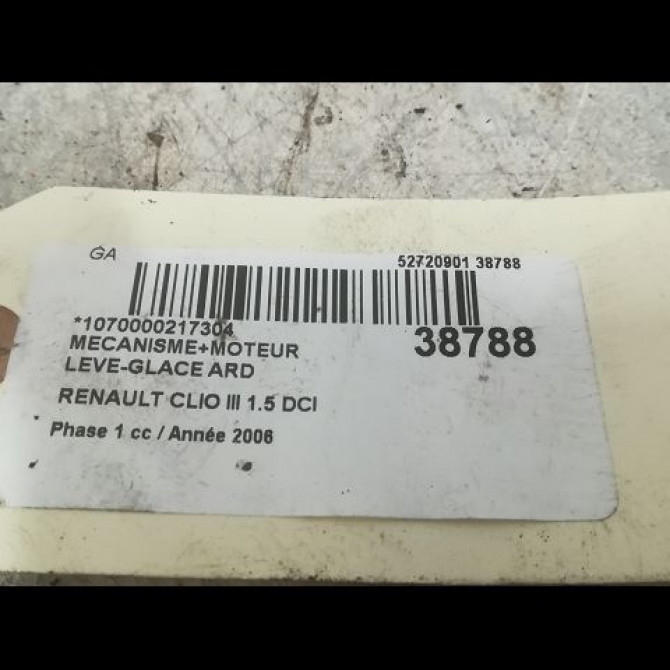 GA
52720901 38788
*1070000217304
38788
MECANISME+MOTEUR
LEVE-GLACE ARD
RENAULT CLIO III 1.5 DCI
Phase 1 cc / Année 2006